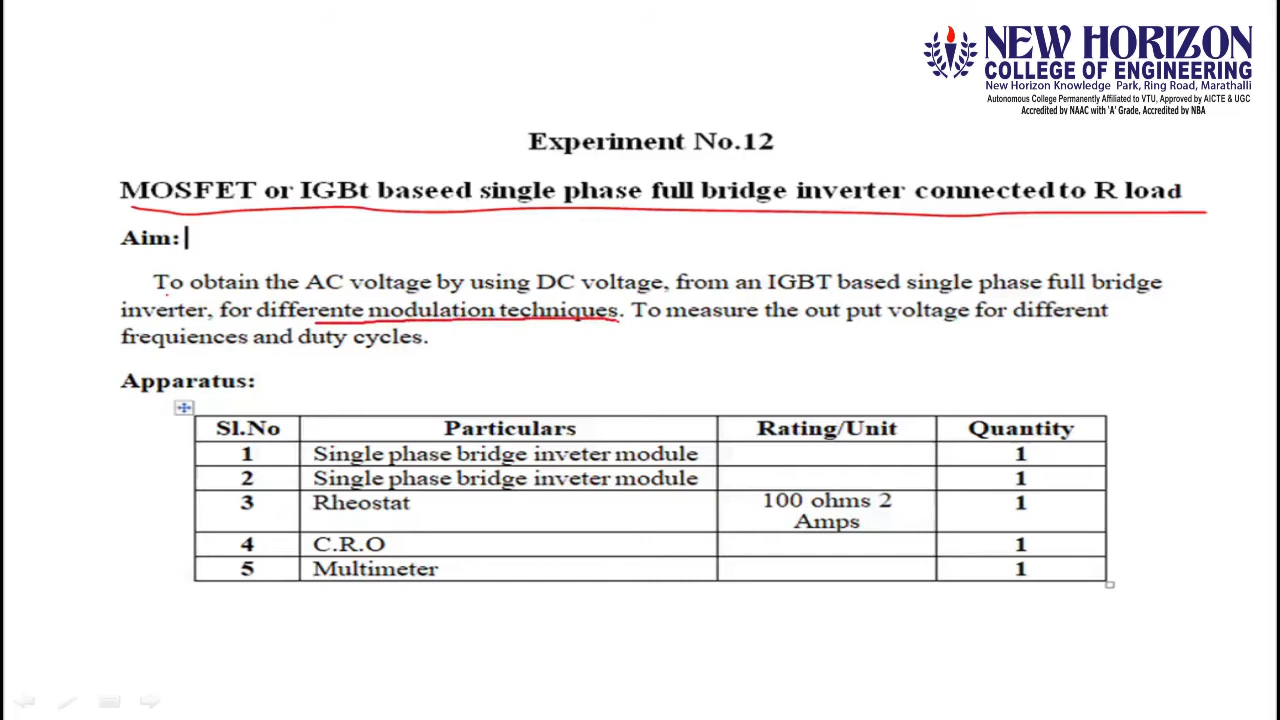 NEW HORIZON
COLLEGE OF ENGINEERING
New Horizon Knowledge Park, Ring Road, Marathalli
Autonomous College Permanently Affiliated to VTU, Approved by AICTE & UGC
Accredited by NAAC with 'A' Grade, Accredited by NBA
Experiment No.12
MOSFET or IGBt baseed single phase full bridge inverter connected to R load
Aim:
To obtain the AC voltage by using DC voltage, from an IGBT based single phase full bridge
inverter, for differente modulation techniques. To measure the out put voltage for different
frequiences and duty cycles.
Apparatus:
Sl.No Particulars Rating/Unit Quantity
1 Single phase bridge inveter module 1
2 Single phase bridge inveter module 1
3 Rheostat 100 ohms 2 1
Amps
4 C.R.O 1
5 Multimeter 1